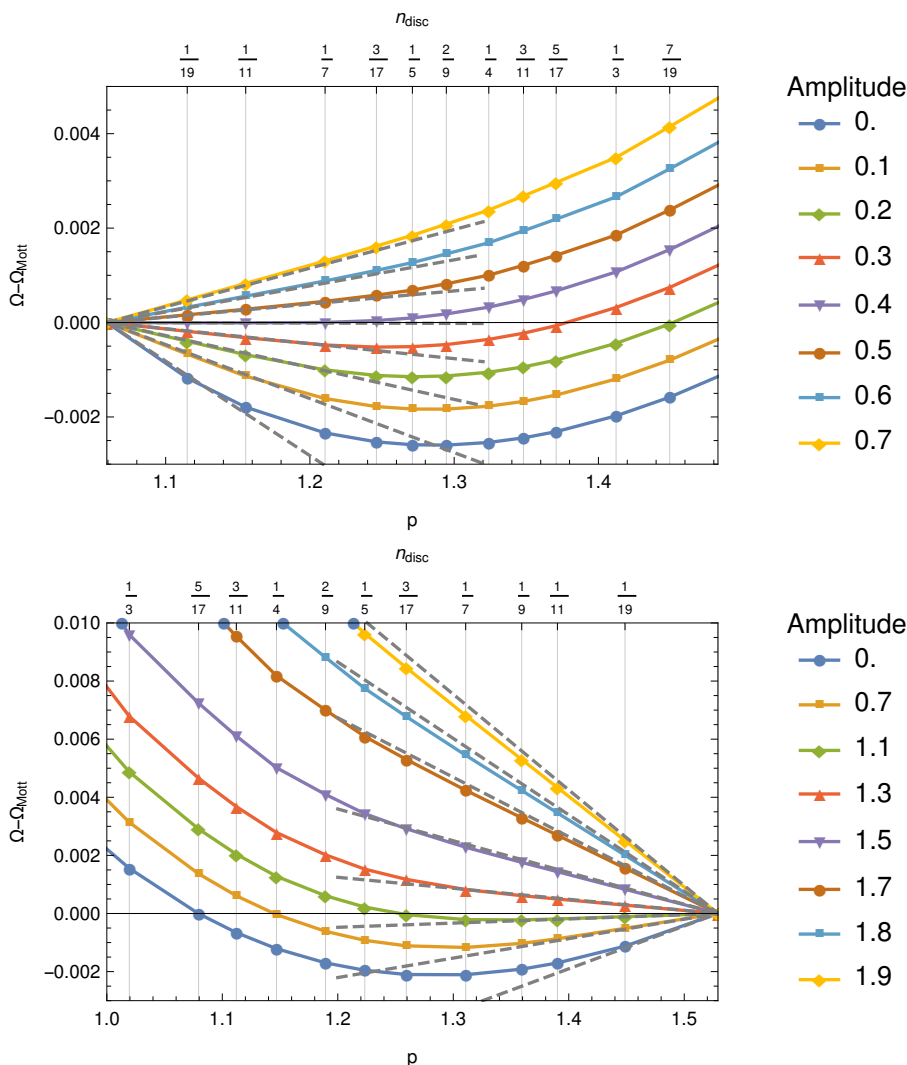 n_disc
1/19 1/11 1/7 3/17 1/5 2/9 1/4 3/11 5/17 1/3 7/19
Ω-Ω_Mott
0.004
0.002
0.000
-0.002
1.1 1.2 1.3 1.4
p
Amplitude
0.
0.1
0.2
0.3
0.4
0.5
0.6
0.7
n_disc
1/3 5/17 3/11 1/4 2/9 1/5 3/17 1/7 1/9 1/11 1/19
Ω-Ω_Mott
0.010
0.008
0.006
0.004
0.002
0.000
-0.002
1.0 1.1 1.2 1.3 1.4 1.5
p
Amplitude
0.
0.7
1.1
1.3
1.5
1.7
1.8
1.9